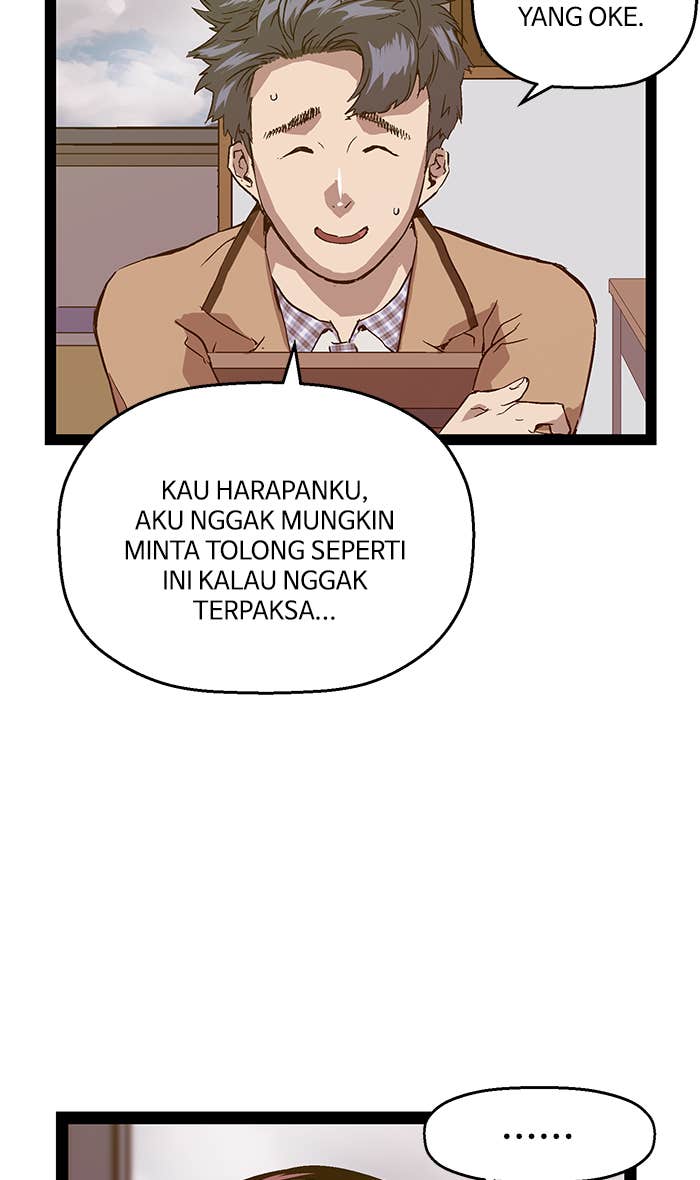 YANG OKE.
KAU HARAPANKU,
AKU NGGAK MUNGKIN
MINTA TOLONG SEPERTI
INI KALAU NGGAK
TERPAKSA...
......